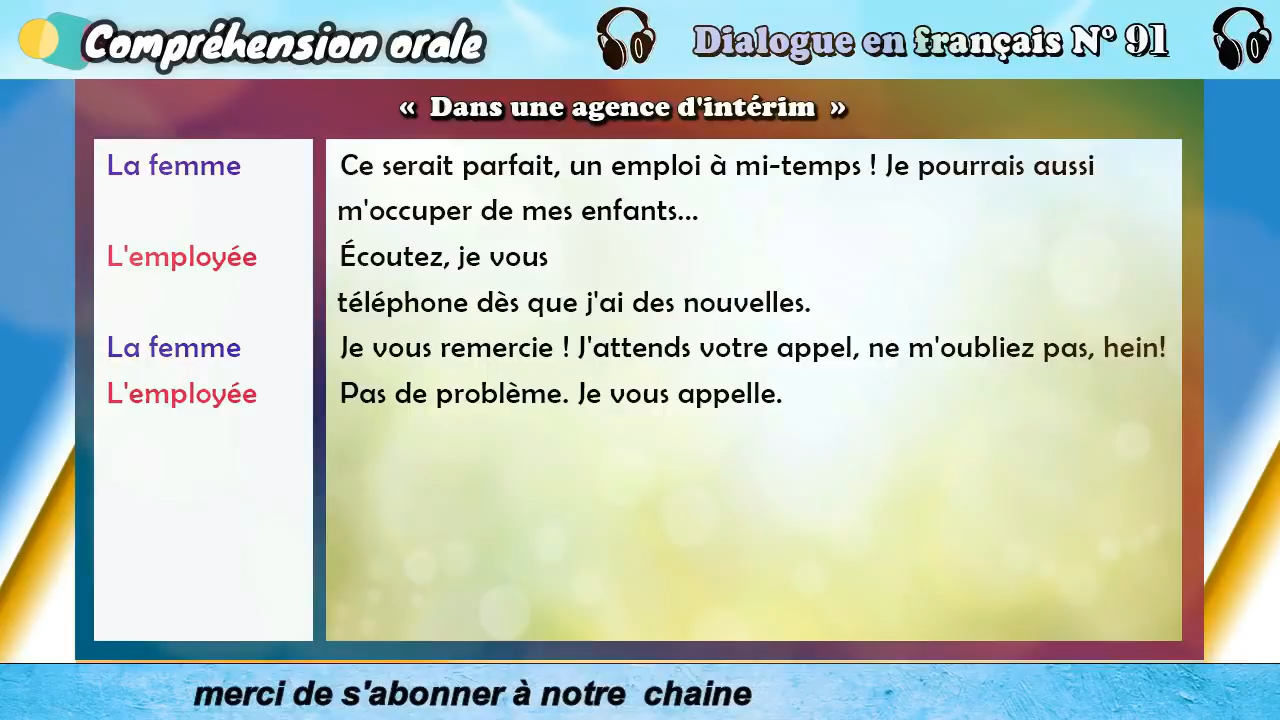 Compréhension orale
Dialogue en français N° 91
« Dans une agence d'intérim »
La femme Ce serait parfait, un emploi à mi-temps ! Je pourrais aussi
m'occuper de mes enfants...
L'employée Écoutez, je vous
téléphone dès que j'ai des nouvelles.
La femme Je vous remercie ! J'attends votre appel, ne m'oubliez pas, hein!
L'employée Pas de problème. Je vous appelle.
merci de s'abonner à notre chaine